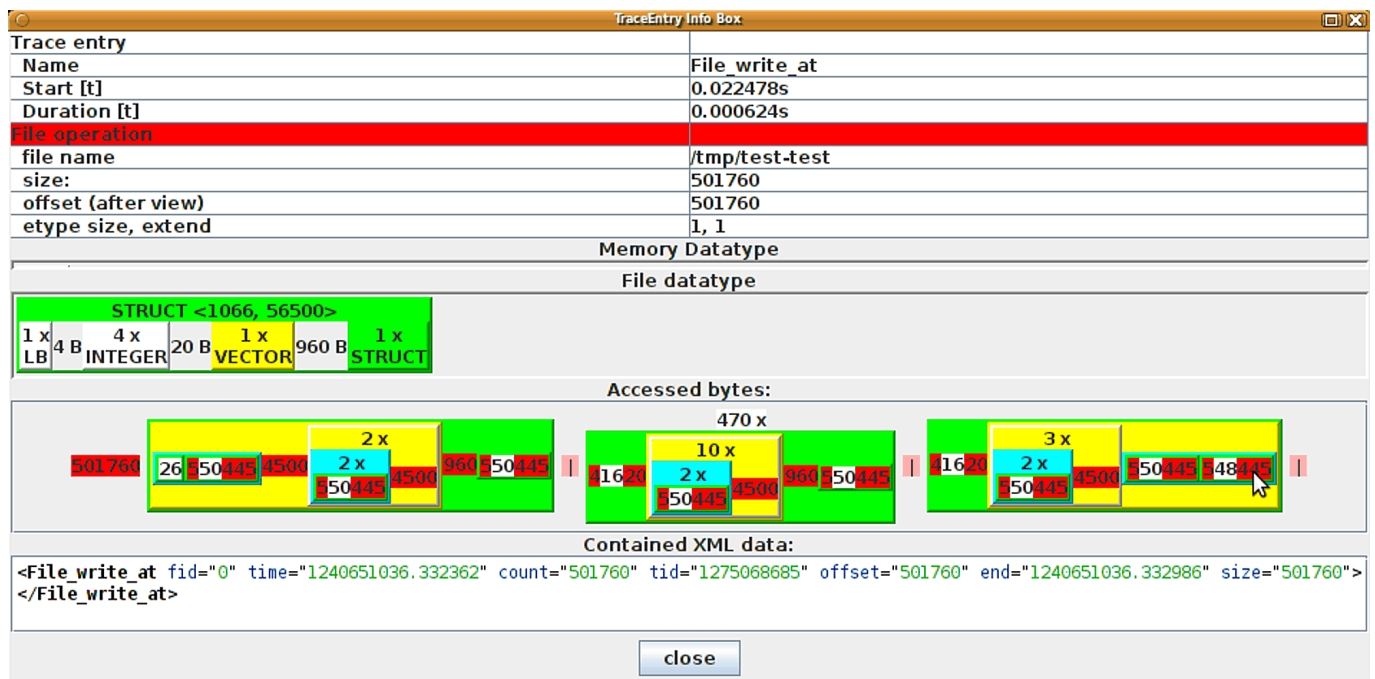 TraceEntry Info Box
Trace entry
Name File_write_at
Start [t] 0.022478s
Duration [t] 0.000624s
File operation
file name /tmp/test-test
size: 501760
offset (after view) 501760
etype size, extend 1, 1
Memory Datatype
File datatype
STRUCT <1066, 56500>
1 x 4 x 1 x 1 x
LB 4 B INTEGER 20 B VECTOR 960 B STRUCT
Accessed bytes:
470 x
2 x 10 x 3 x
2 x 2 x 2 x
501760 26 550445 4500 550445 4500 960 550445 | 41620 550445 4500 960 550445 | 41620 550445 4500 550445 548445 |
Contained XML data:
<File_write_at fid="0" time="1240651036.332362" count="501760" tid="1275068685" offset="501760" end="1240651036.332986" size="501760">
</File_write_at>
close